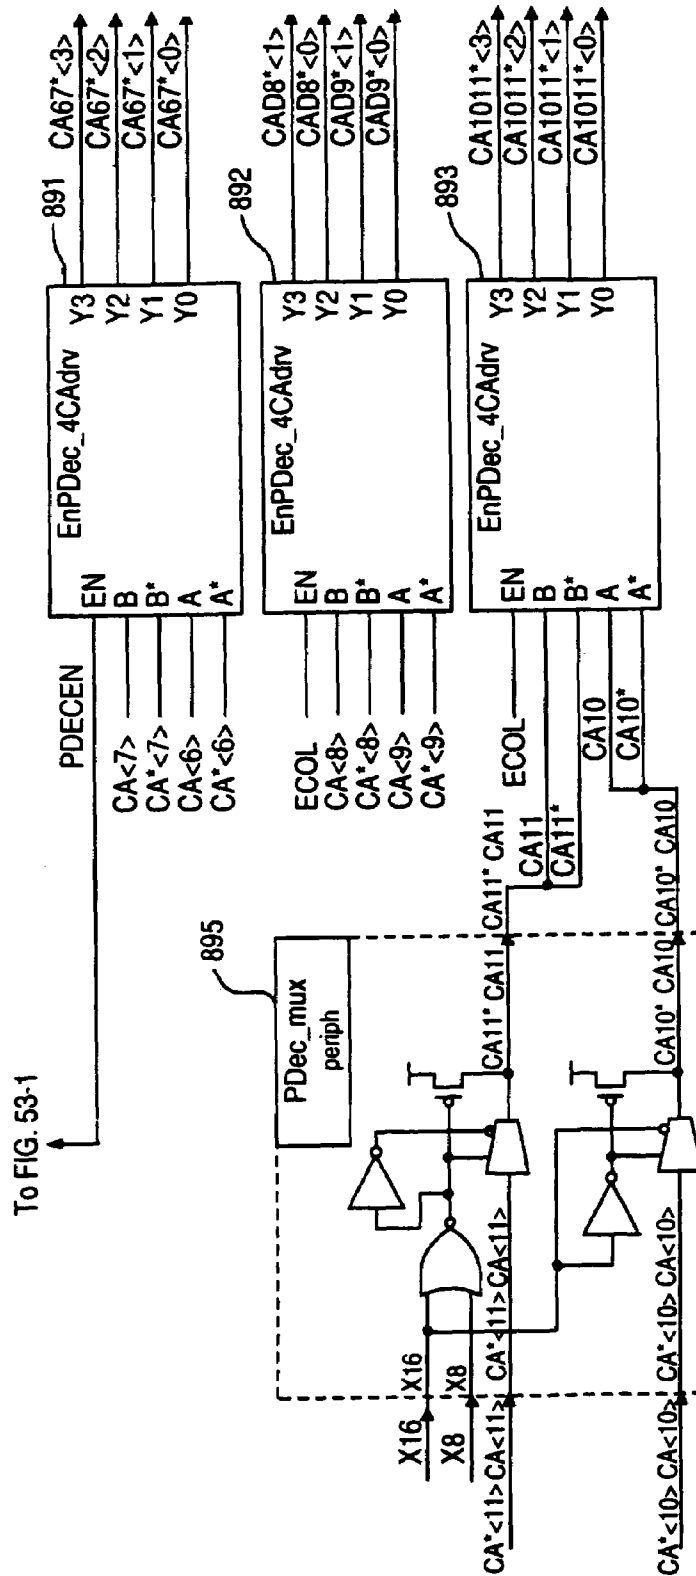 To FIG. 53-1
PDECEN
891
EnPDec_4CAdrv
EN
B
B*
A
A*
CA<7>
CA*<7>
CA<6>
CA*<6>
Y3
Y2
Y1
Y0
CA67*<3>
CA67*<2>
CA67*<1>
CA67*<0>
892
EnPDec_4CAdrv
EN
B
B*
A
A*
ECOL
CA<8>
CA*<8>
CA<9>
CA*<9>
Y3
Y2
Y1
Y0
CAD8*<1>
CAD8*<0>
CAD9*<1>
CAD9*<0>
893
EnPDec_4CAdrv
EN
B
B*
A
A*
ECOL
CA11
CA11*
CA10
CA10*
Y3
Y2
Y1
Y0
CA1011*<3>
CA1011*<2>
CA1011*<1>
CA1011*<0>
895
PDec_mux
periph
X16
X16
X8
X8
CA*<11> CA<11>
CA*<11> CA<11>
CA11* CA11
CA11* CA11
CA*<10> CA<10>
CA*<10> CA<10>
CA10* CA10
CA10* CA10